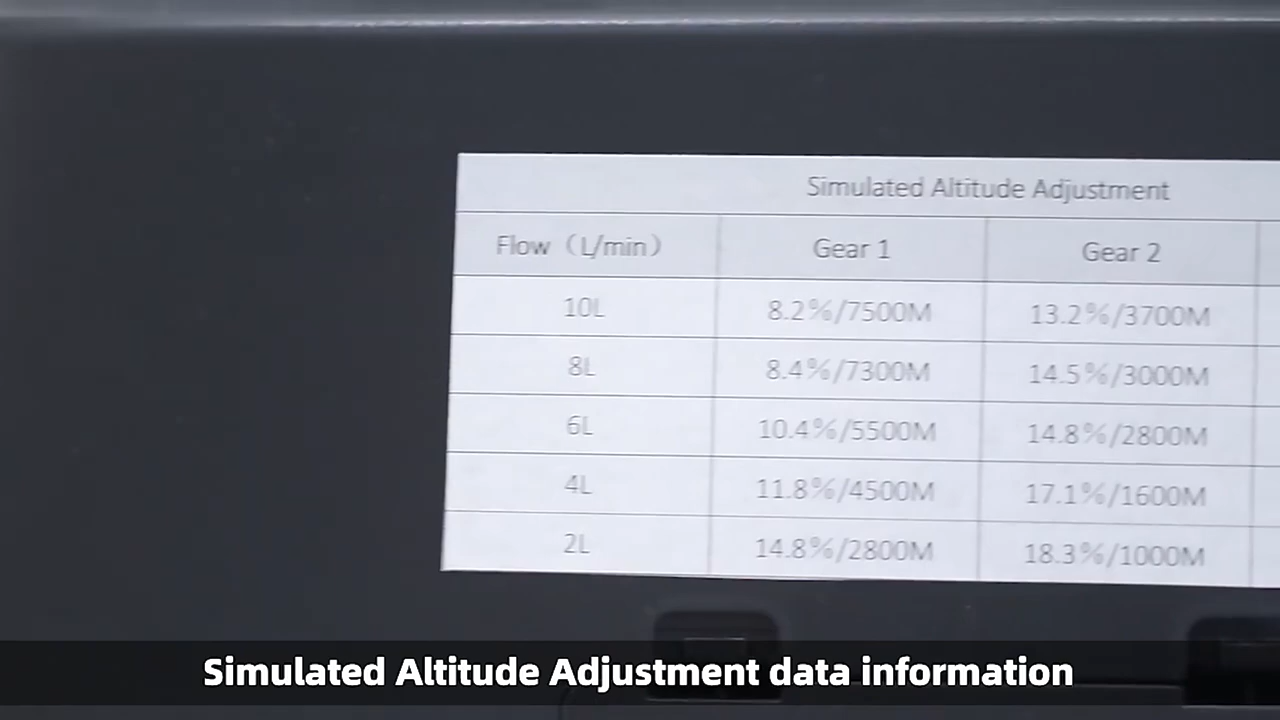 Simulated Altitude Adjustment
Flow（L/min） Gear 1 Gear 2
10L 8.2%/7500M 13.2%/3700M
8L 8.4%/7300M 14.5%/3000M
6L 10.4%/5500M 14.8%/2800M
4L 11.8%/4500M 17.1%/1600M
2L 14.8%/2800M 18.3%/1000M
Simulated Altitude Adjustment data information